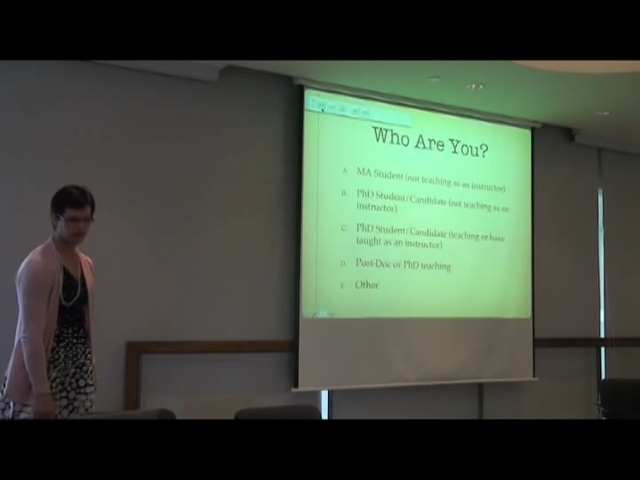 Who Are You?
A. MA Student (not teaching as an instructor)
B. PhD Student/Candidate (not teaching as an
instructor)
C. PhD Student/Candidate (teaching or have
taught as an instructor)
D. Post-Doc or PhD teaching
E. Other